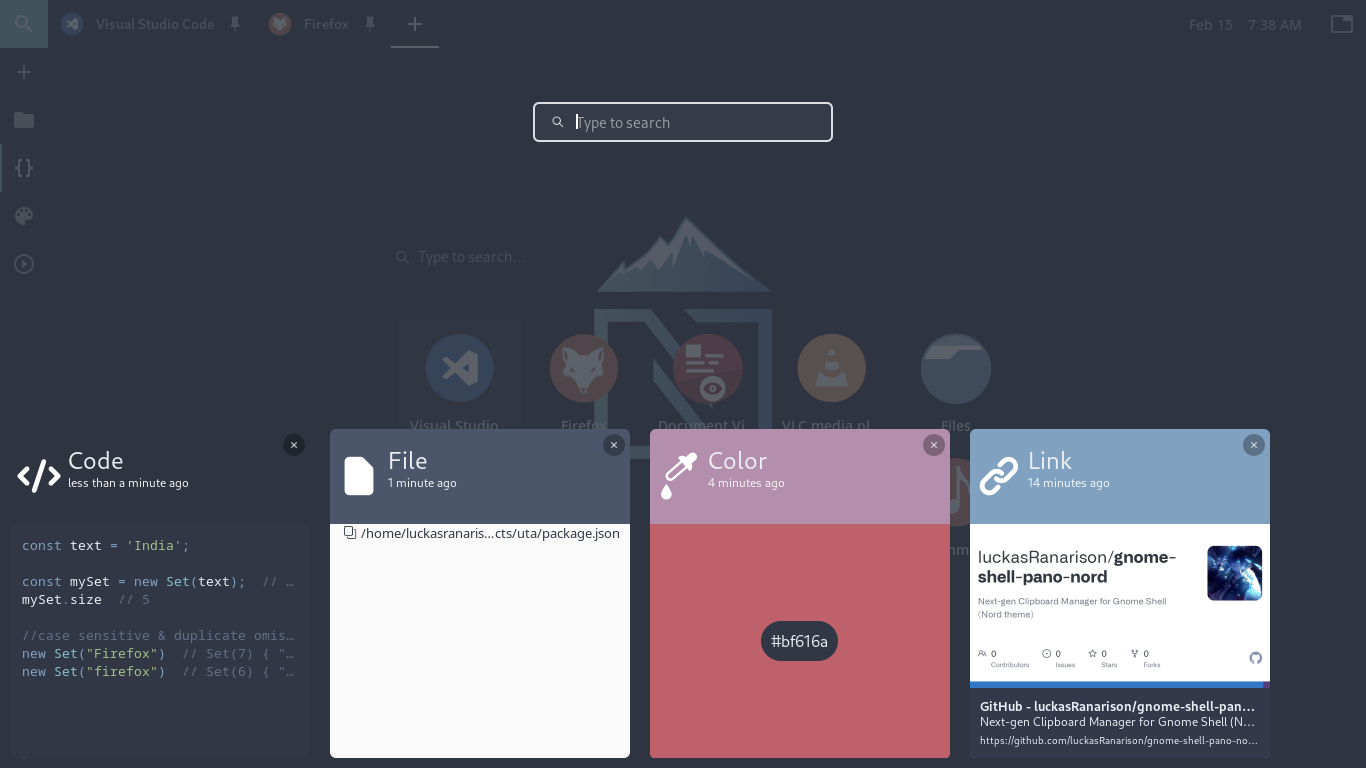 Visual Studio Code
Firefox
Feb 15 7:38 AM
Type to search
Type to search...
Visual Studio
Firefox
Document Vi
VLC media pl
Files
Code
less than a minute ago
const text = 'India';
const mySet = new Set(text);  // …
mySet.size  // 5
//case sensitive & duplicate omis…
new Set("Firefox")  // Set(7) { "…
new Set("firefox")  // Set(6) { "…
File
1 minute ago
/home/luckasranaris…cts/uta/package.json
Color
4 minutes ago
#bf616a
Link
14 minutes ago
luckasRanarison/gnome-
shell-pano-nord
Next-gen Clipboard Manager for Gnome Shell
(Nord theme)
0 0 0 0
Contributors Issues Stars Forks
GitHub - luckasRanarison/gnome-shell-pan…
Next-gen Clipboard Manager for Gnome Shell (N…
https://github.com/luckasRanarison/gnome-shell-pano-no…